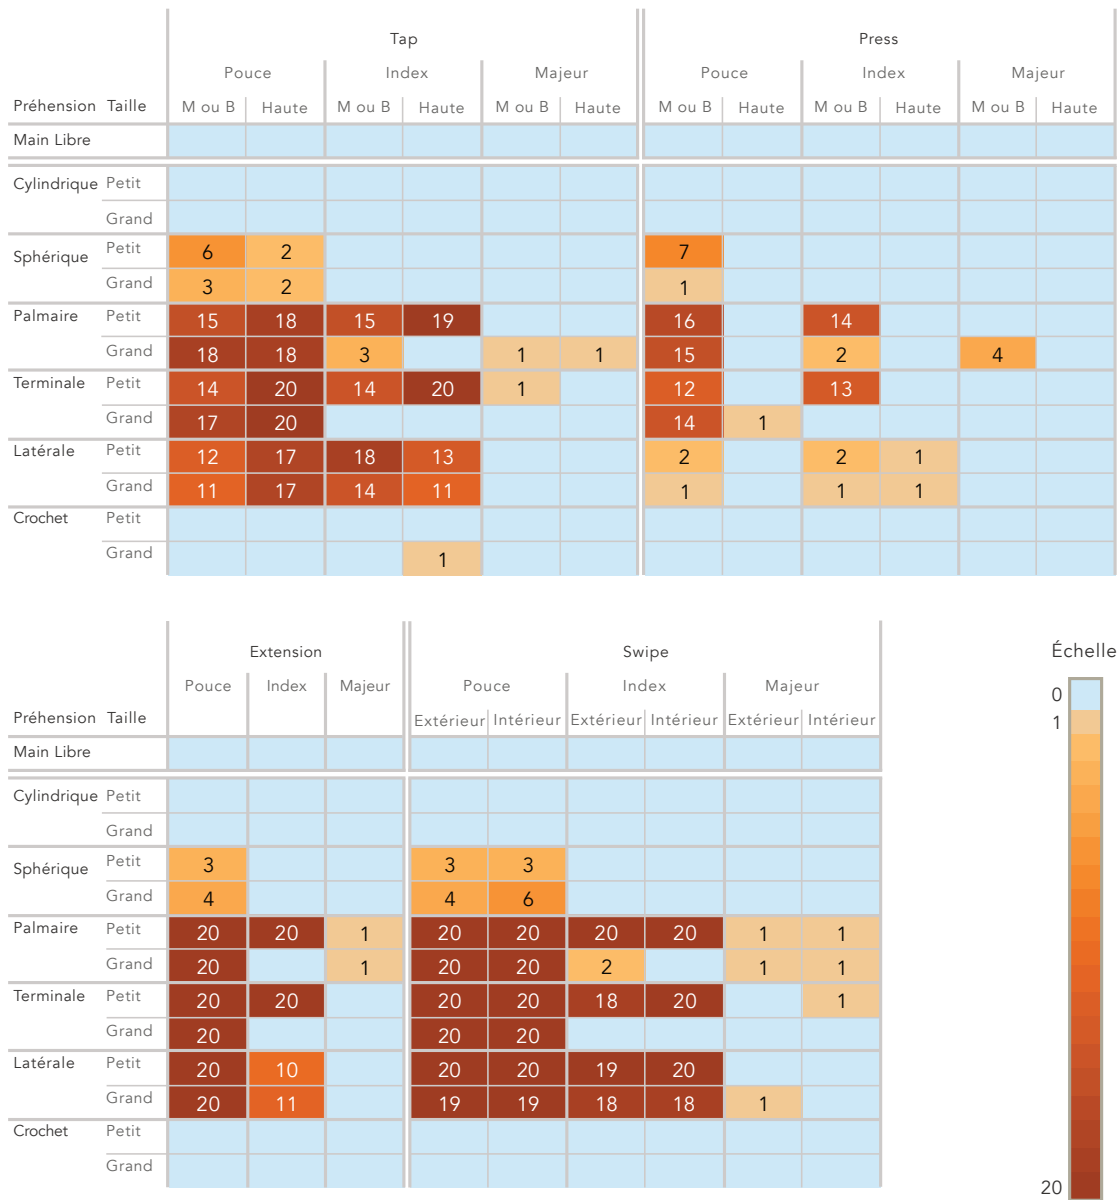 Tap Press
Pouce Index Majeur Pouce Index Majeur
Préhension Taille M ou B Haute M ou B Haute M ou B Haute M ou B Haute M ou B Haute M ou B Haute
Main Libre
Cylindrique Petit
Grand
Sphérique Petit 6 2 7
Grand 3 2 1
Palmaire Petit 15 18 15 19 16 14
Grand 18 18 3 1 1 15 2 4
Terminale Petit 14 20 14 20 1 12 13
Grand 17 20 14 1
Latérale Petit 12 17 18 13 2 2 1
Grand 11 17 14 11 1 1 1
Crochet Petit
Grand 1
Extension Swipe Échelle
Pouce Index Majeur Pouce Index Majeur 0
Préhension Taille Extérieur Intérieur Extérieur Intérieur Extérieur Intérieur 1
Main Libre
Cylindrique Petit
Grand
Sphérique Petit 3 3 3
Grand 4 4 6
Palmaire Petit 20 20 1 20 20 20 20 1 1
Grand 20 1 20 20 2 1 1
Terminale Petit 20 20 20 20 18 20 1
Grand 20 20 20
Latérale Petit 20 10 20 20 19 20
Grand 20 11 19 19 18 18 1
Crochet Petit
Grand 20